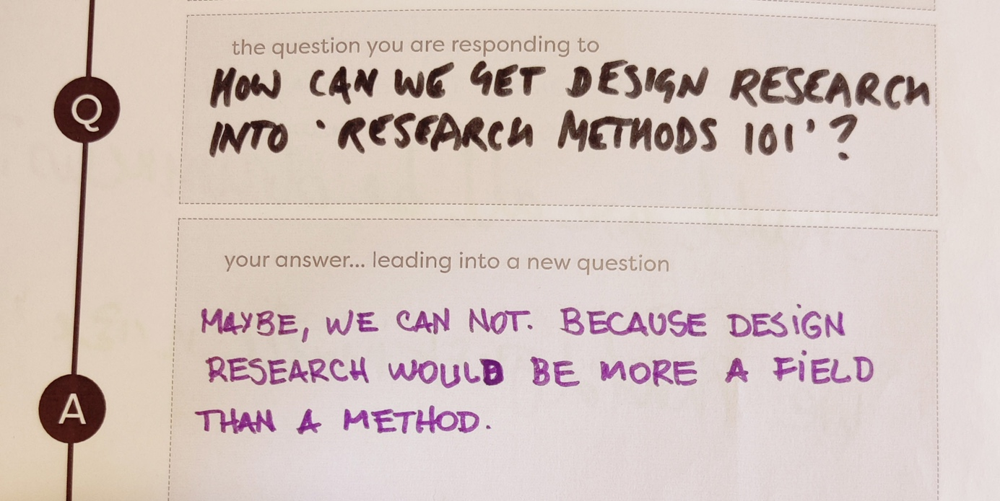 the question you are responding to
Q
HOW CAN WE GET DESIGN RESEARCH
INTO 'RESEARCH METHODS 101'?
your answer... leading into a new question
MAYBE, WE CAN NOT. BECAUSE DESiGN
RESEARCH WOULD BE MORE A FiELD
A
THAN A METHOD.